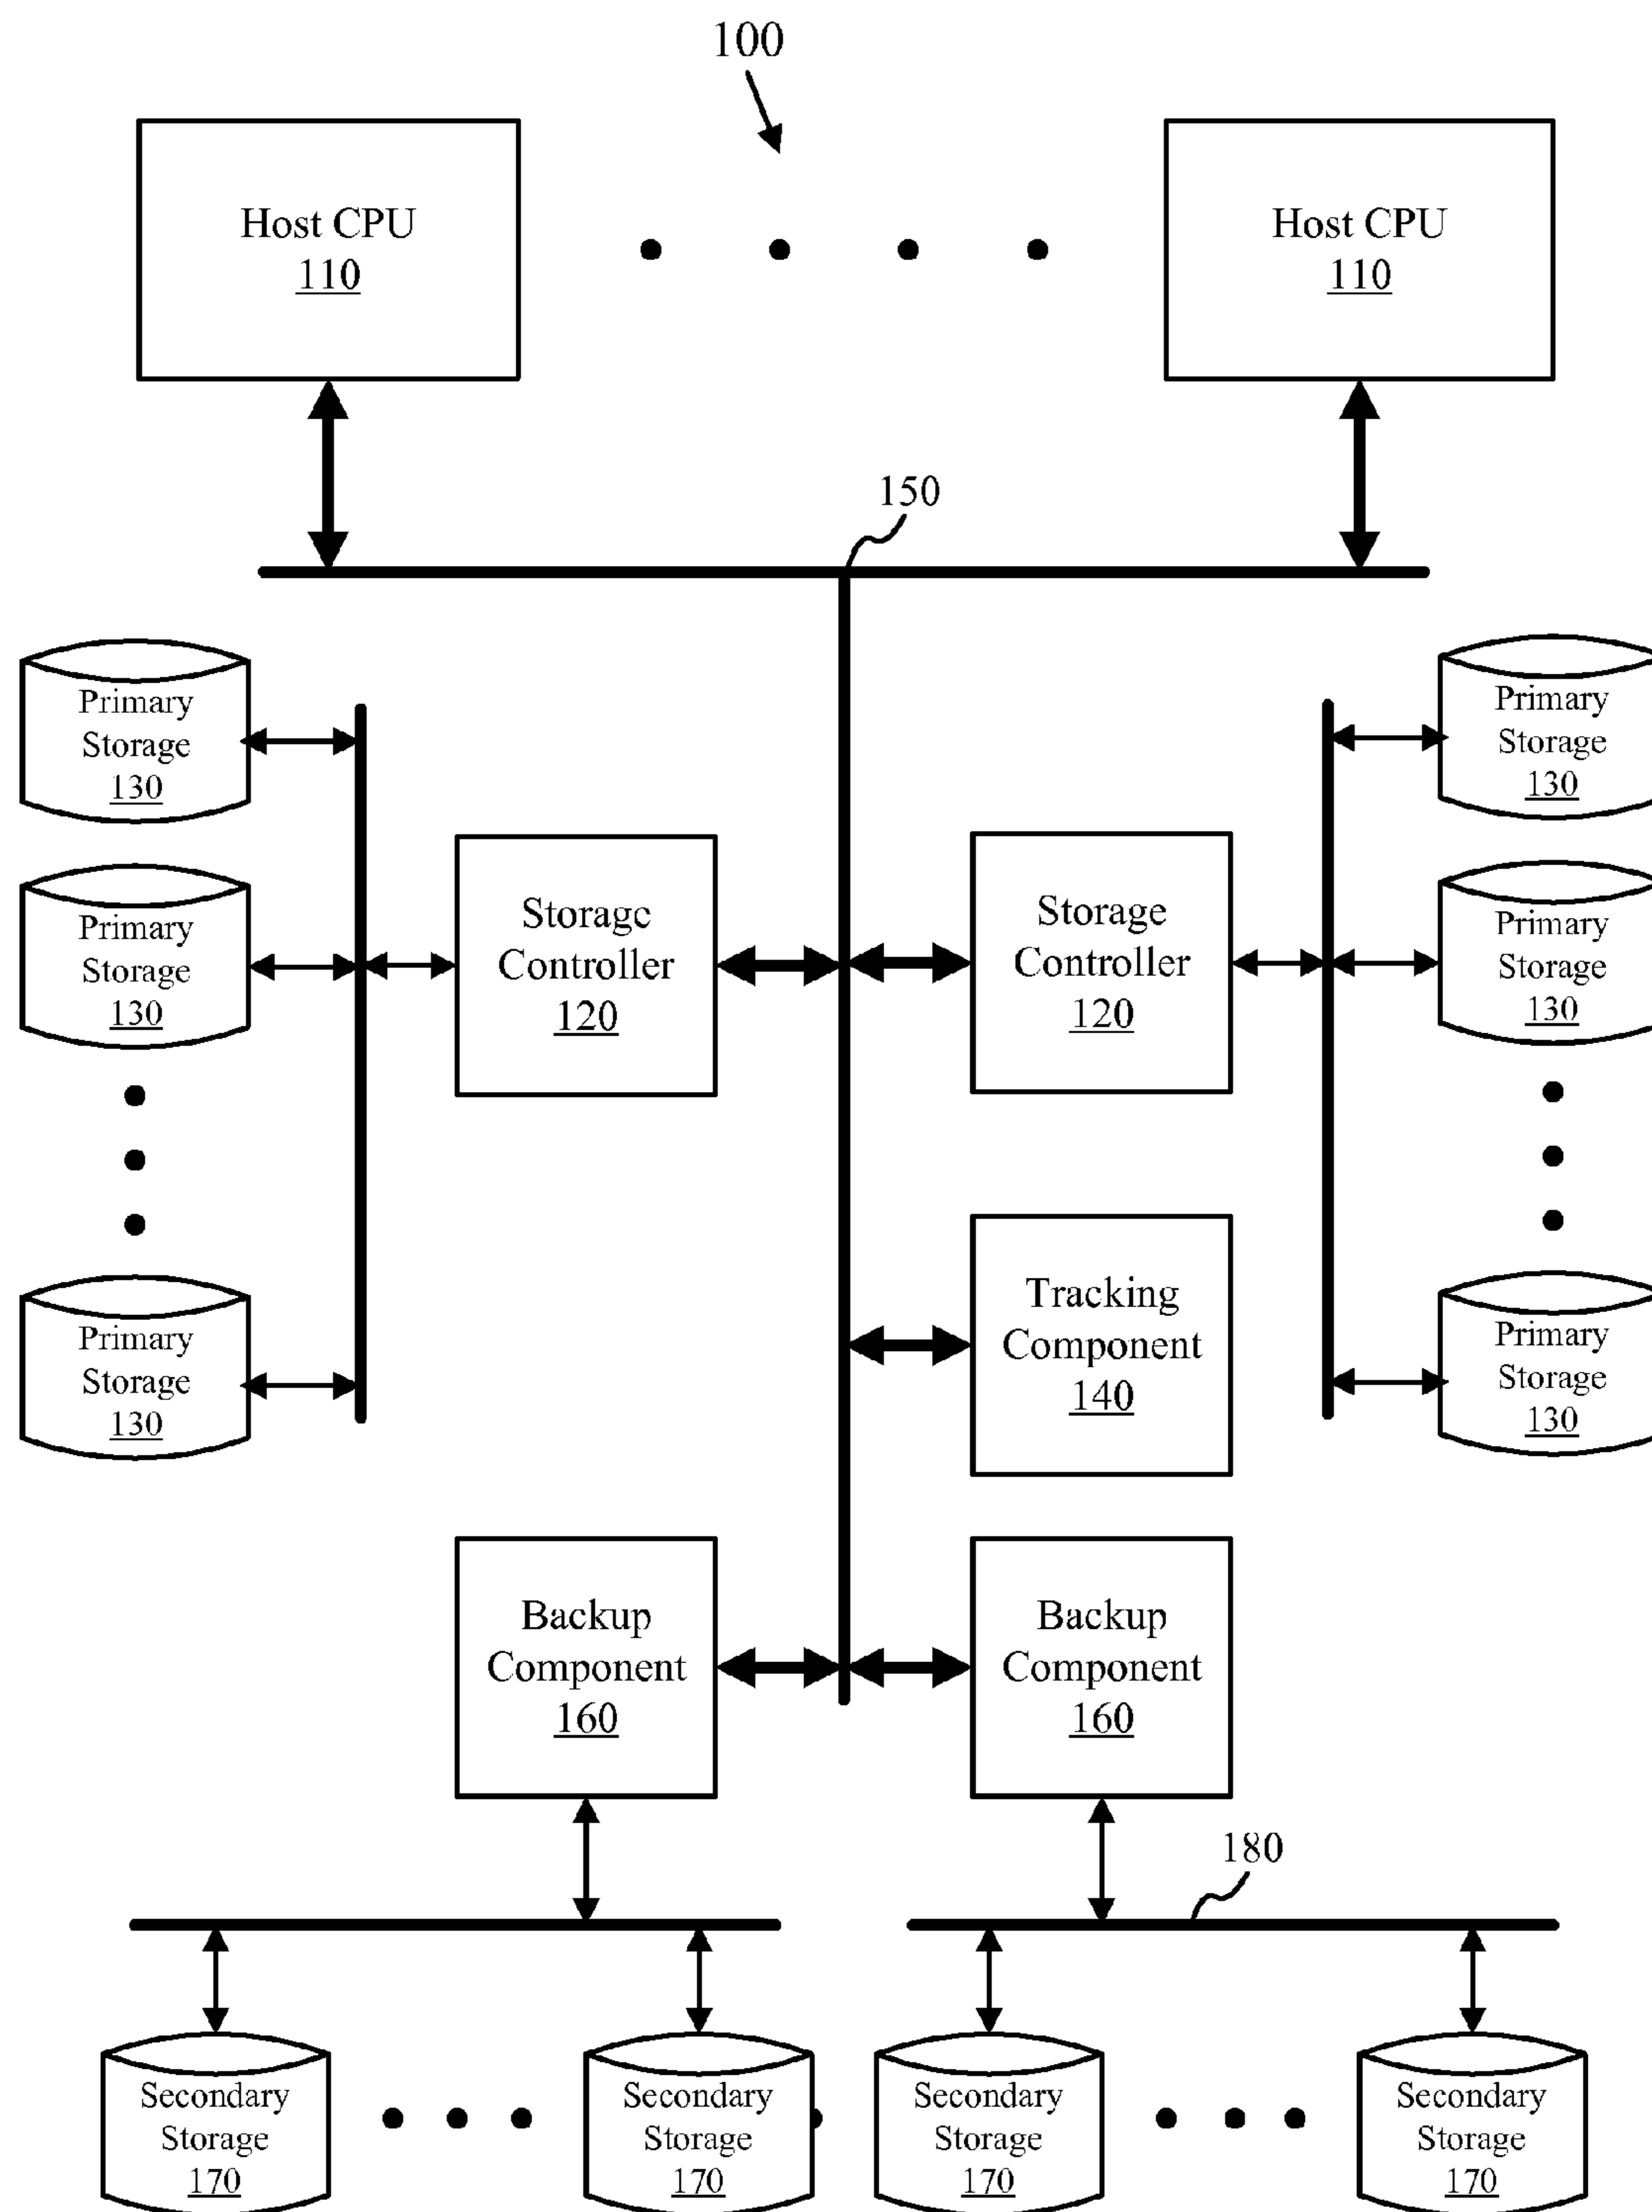 100
Host CPU
110
Host CPU
110
150
Primary
Storage
130
Primary
Storage
130
Primary
Storage
130
Storage
Controller
120
Storage
Controller
120
Primary
Storage
130
Primary
Storage
130
Primary
Storage
130
Tracking
Component
140
Backup
Component
160
Backup
Component
160
180
Secondary
Storage
170
Secondary
Storage
170
Secondary
Storage
170
Secondary
Storage
170